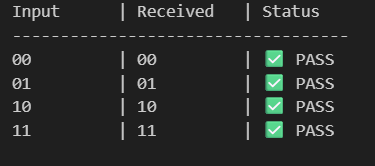 Input | Received | Status
-----------------------------------
00 | 00 | ✅ PASS
01 | 01 | ✅ PASS
10 | 10 | ✅ PASS
11 | 11 | ✅ PASS